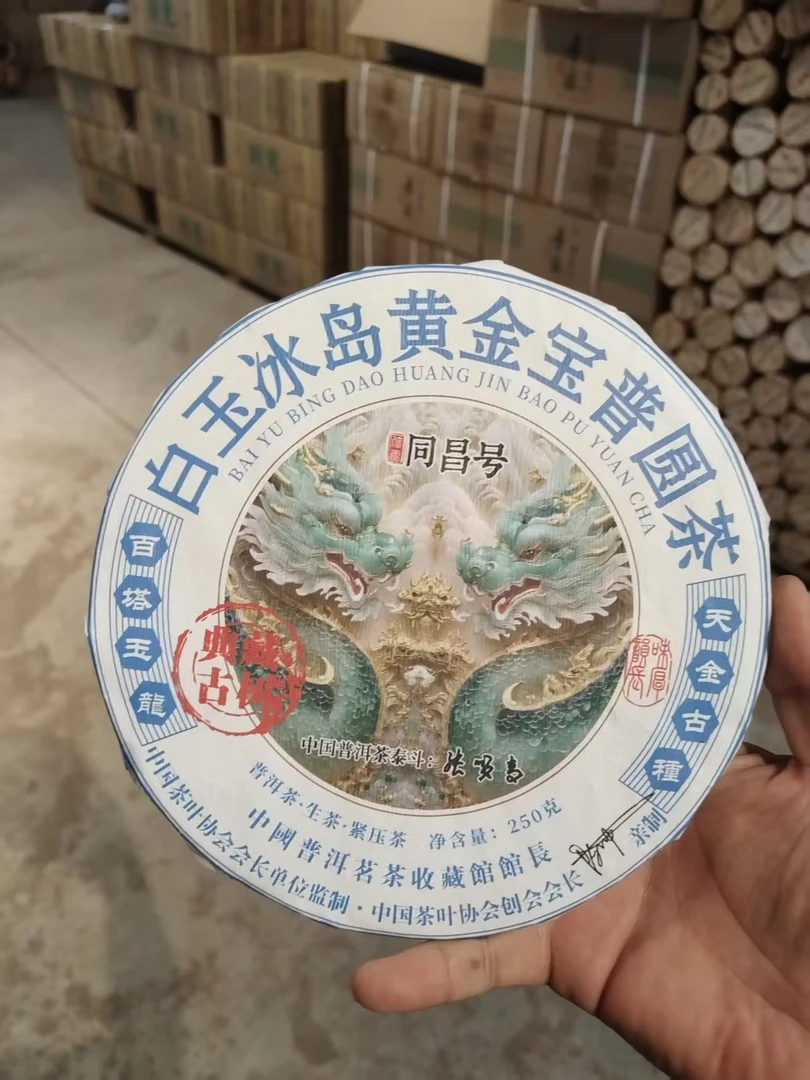 白玉冰岛黄金宝普圆茶
BAI YU BING DAO HUANG JIN BAO PU YUAN CHA
同昌号
百塔玉龍
天金古種
典藏
中国普洱茶泰斗：
普洱茶·生茶·紧压茶 净含量：250克
中國普洱茗茶收藏館館長
亲制
中国茶叶协会会长单位监制·中国茶叶协会创会会长